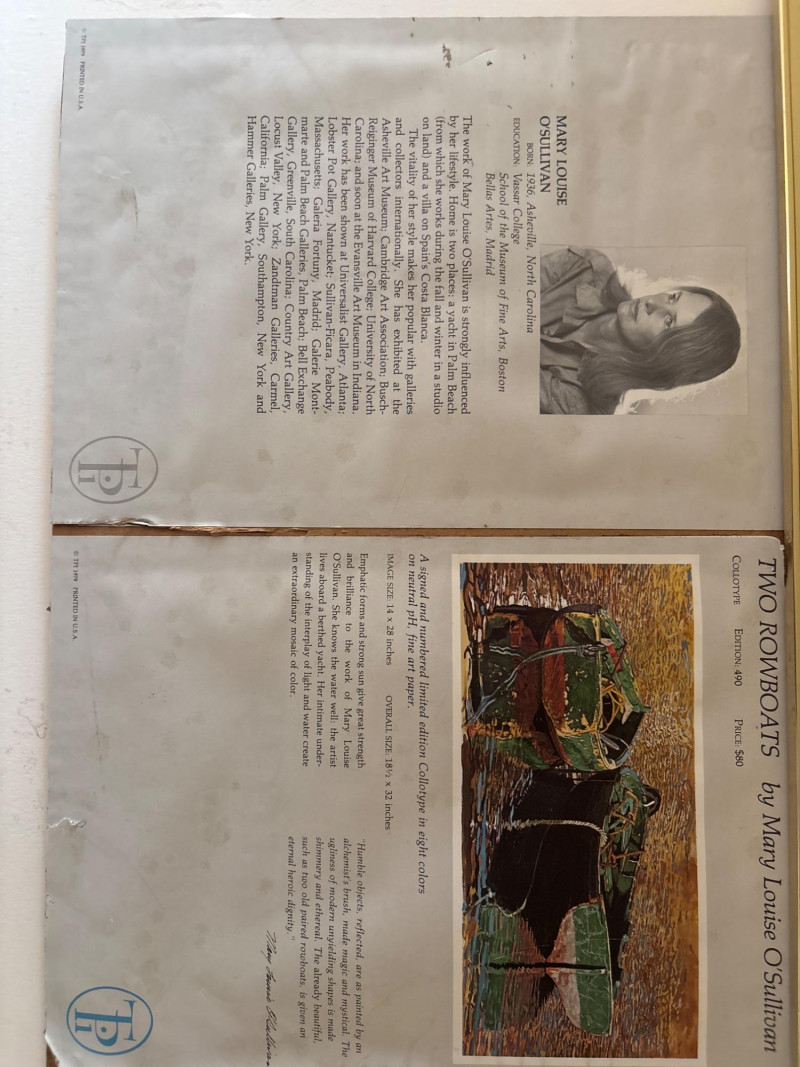 MARY LOUISE
O'SULLIVAN
BORN: 1936, Asheville, North Carolina
EDUCATION: Vassar College
School of the Museum of Fine Arts, Boston
Bellas Artes, Madrid
The work of Mary Louise O'Sullivan is strongly influenced
by her lifestyle. Home is two places: a yacht in Palm Beach
(from which she works during the fall and winter in a studio
on land) and a villa on Spain's Costa Blanca.
The vitality of her style makes her popular with galleries
and collectors internationally. She has exhibited at the
Asheville Art Museum; Cambridge Art Association; Busch-
Reiginger Museum of Harvard College; University of North
Carolina; and soon at the Evansville Art Museum in Indiana.
Her work has been shown at Universalist Gallery, Atlanta;
Lobster Pot Gallery, Nantucket; Sullivan-Ficara, Peabody,
Massachusetts; Galeria Fortuny, Madrid; Galerie Mont-
marte and Palm Beach Galleries, Palm Beach; Bell Exchange
Gallery, Greenville, South Carolina; Country Art Gallery,
Locust Valley, New York; Zandtman Galleries, Carmel,
California; Palm Gallery, Southampton, New York and
Hammer Galleries, New York.
© TPI 1979 PRINTED IN U.S.A.
TPI
TWO ROWBOATS by Mary Louise O'Sullivan
COLLOTYPE EDITION: 490 PRICE: $80
A signed and numbered limited edition Collotype in eight colors
on neutral pH, fine art paper.
IMAGE SIZE: 14 x 28 inches OVERALL SIZE: 18½ x 32 inches
Emphatic forms and strong sun give great strength
and brilliance to the work of Mary Louise
O'Sullivan. She knows the water well: the artist
lives aboard a berthed yacht. Her intimate under-
standing of the interplay of light and water create
an extraordinary mosaic of color.
"Humble objects, reflected, are as painted by an
alchemist's brush, made magic and mystical. The
ugliness of modern unyielding shapes is made
shimmery and ethereal. The already beautiful,
such as two old paired rowboats, is given an
eternal heroic dignity."
Mary Louise O'Sullivan
© TPI 1979 PRINTED IN U.S.A.
TPI